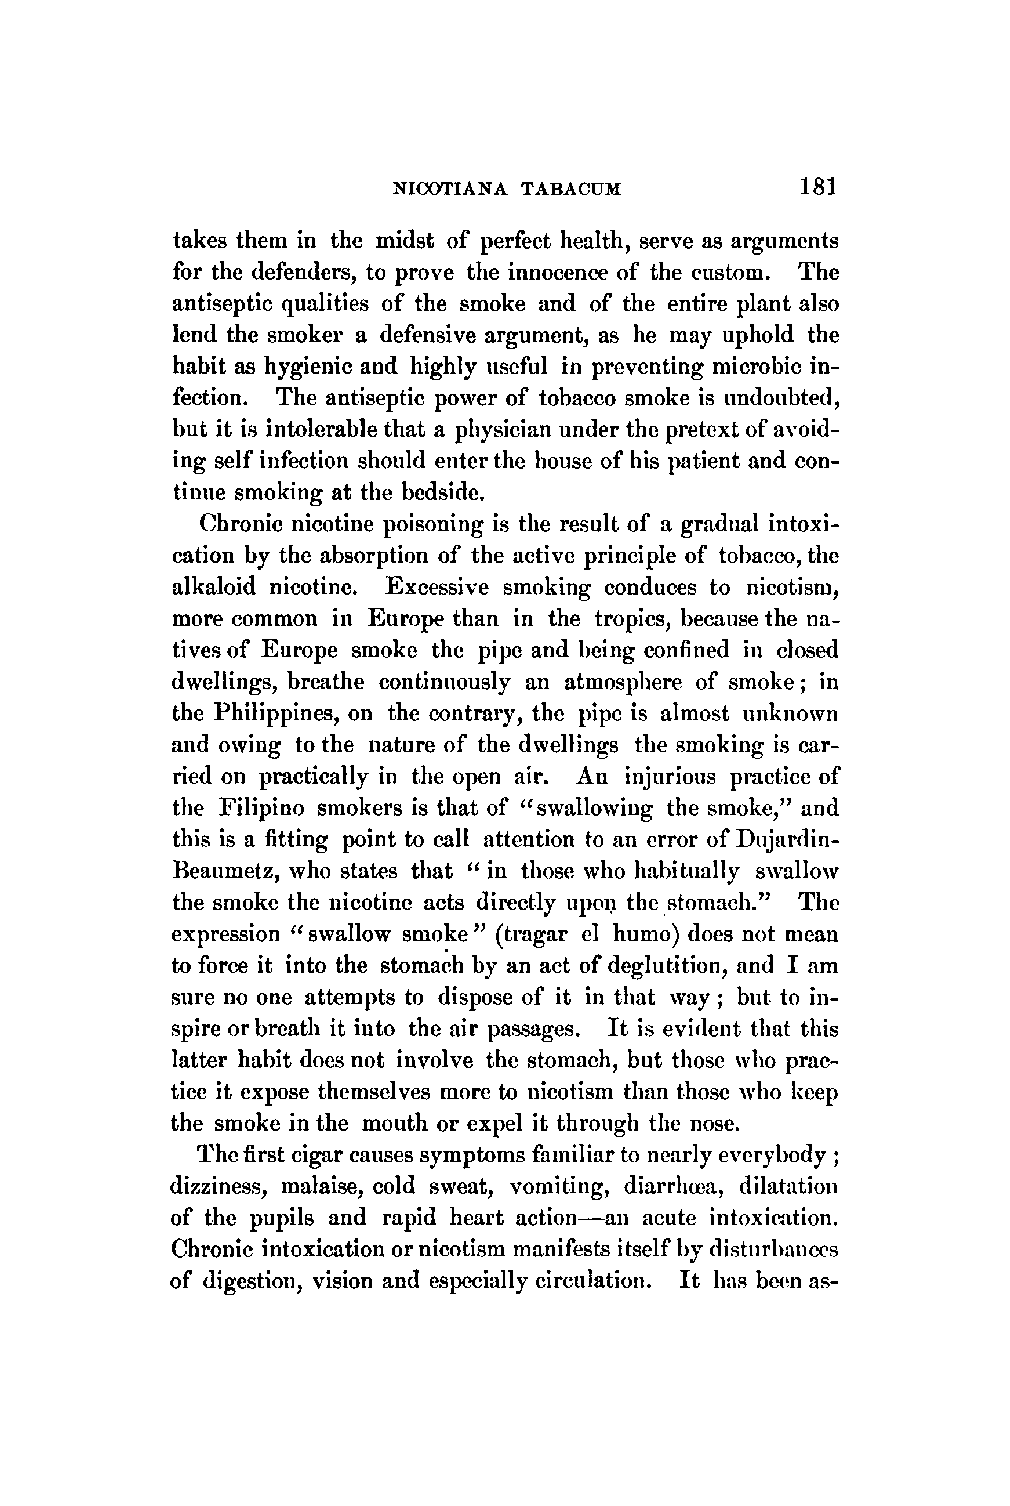 NICOTIANA TABACUM 181
takes them in the midst of perfect health, serve as arguments
for the defenders, to prove the innocence of the custom. The
antiseptic qualities of the smoke and of the entire plant also
lend the smoker a defensive argument, as he may uphold the
habit as hygienic and highly useful in preventing microbic in-
fection. The antiseptic power of tobacco smoke is undoubted,
but it is intolerable that a physician under the pretext of avoid-
ing self infection should enter the house of his patient and con-
tinue smoking at the bedside.
Chronic nicotine poisoning is the result of a gradual intoxi-
cation by the absorption of the active principle of tobacco, the
alkaloid nicotine. Excessive smoking conduces to nicotism,
more common in Europe than in the tropics, because the na-
tives of Europe smoke the pipe and being confined in closed
dwellings, breathe continuously an atmosphere of smoke; in
the Philippines, on the contrary, the pipe is almost unknown
and owing to the nature of the dwellings the smoking is car-
ried on practically in the open air. An injurious practice of
the Filipino smokers is that of "swallowing the smoke," and
this is a fitting point to call attention to an error of Dujardin-
Beaumetz, who states that "in those who habitually swallow
the smoke the nicotine acts directly upon the stomach." The
expression "swallow smoke" (tragar el humo) does not mean
to force it into the stomach by an act of deglutition, and I am
sure no one attempts to dispose of it in that way; but to in-
spire or breath it into the air passages. It is evident that this
latter habit does not involve the stomach, but those who prac-
tice it expose themselves more to nicotism than those who keep
the smoke in the mouth or expel it through the nose.
The first cigar causes symptoms familiar to nearly everybody;
dizziness, malaise, cold sweat, vomiting, diarrhœa, dilatation
of the pupils and rapid heart action—an acute intoxication.
Chronic intoxication or nicotism manifests itself by disturbances
of digestion, vision and especially circulation. It has been as-